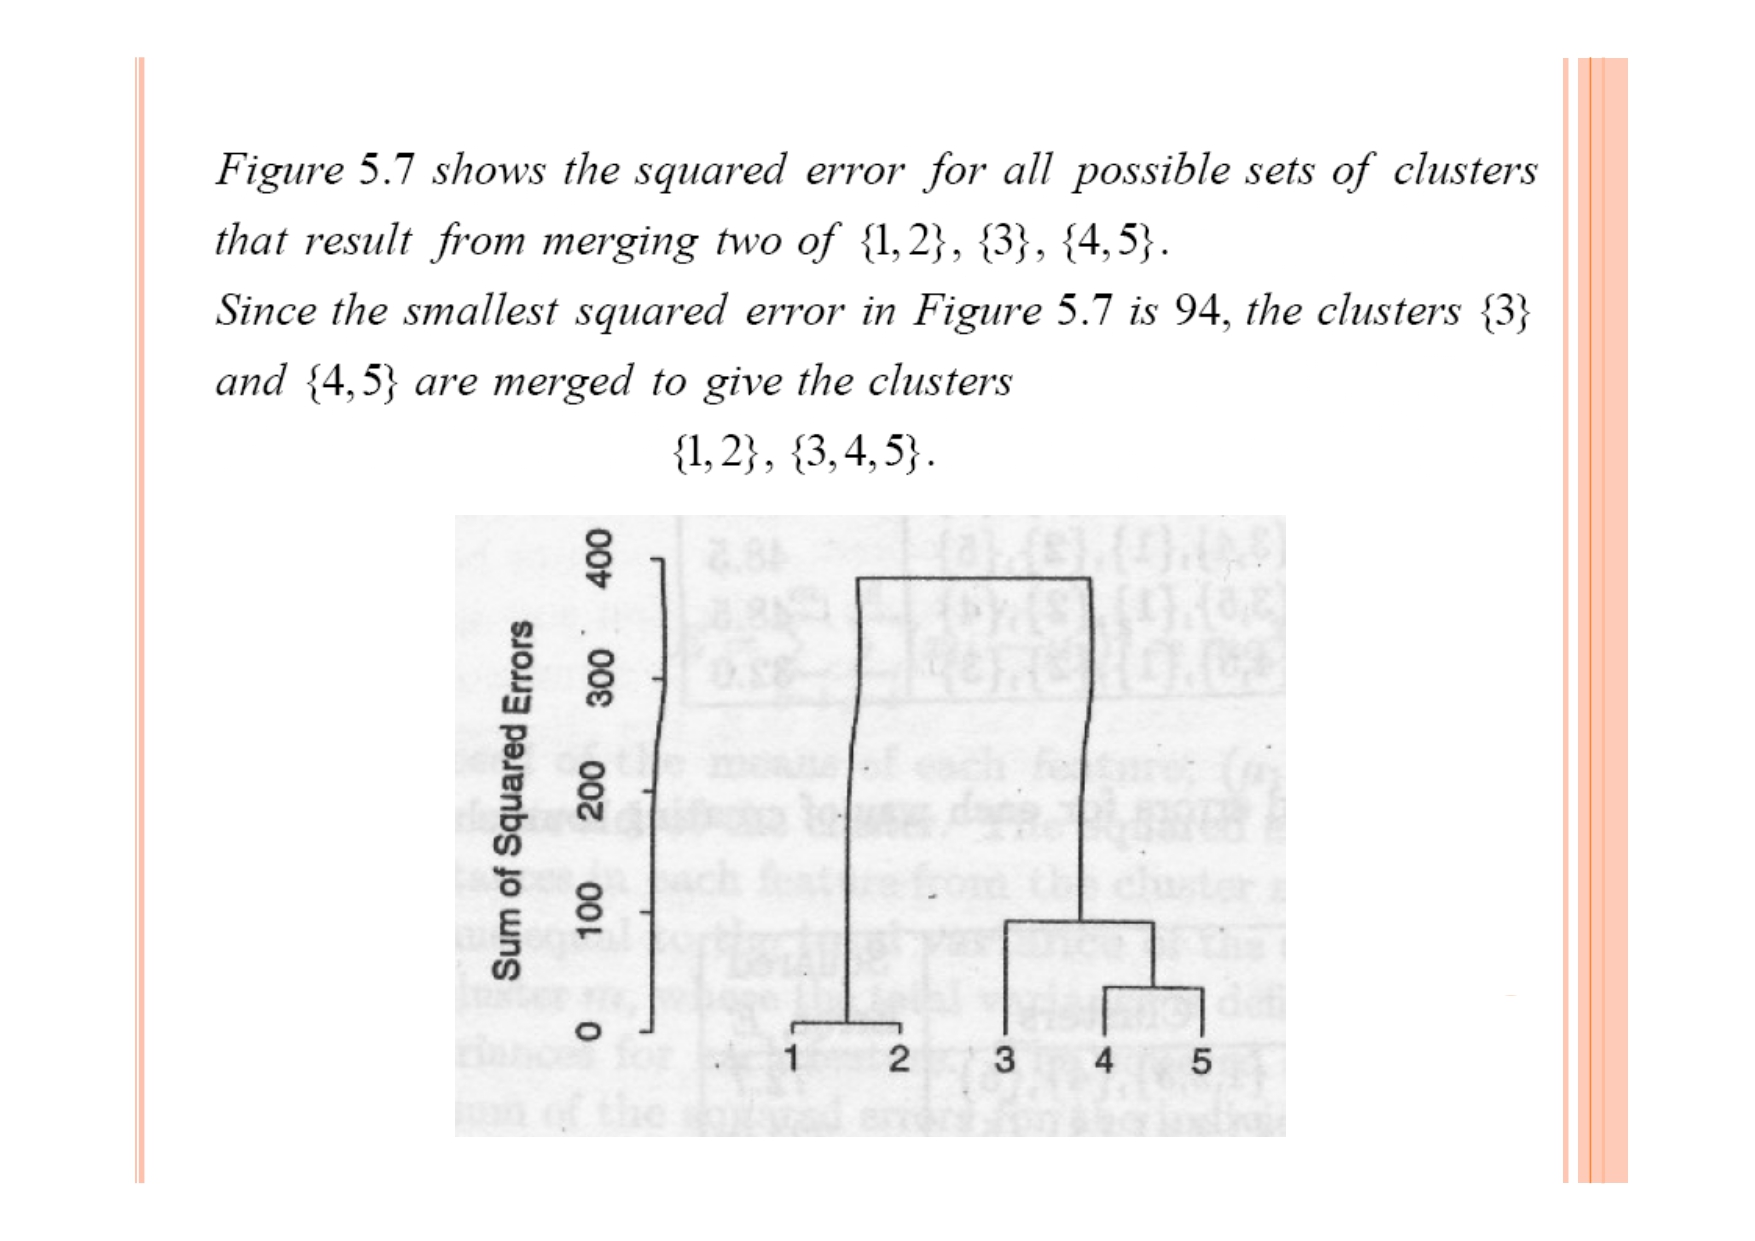 Figure 5.7 shows the squared error for all possible sets of clusters
that result from merging two of {1,2}, {3}, {4,5}.
Since the smallest squared error in Figure 5.7 is 94, the clusters {3}
and {4,5} are merged to give the clusters
{1,2}, {3,4,5}.
Sum of Squared Errors
400
300
200
100
0
1 2 3 4 5